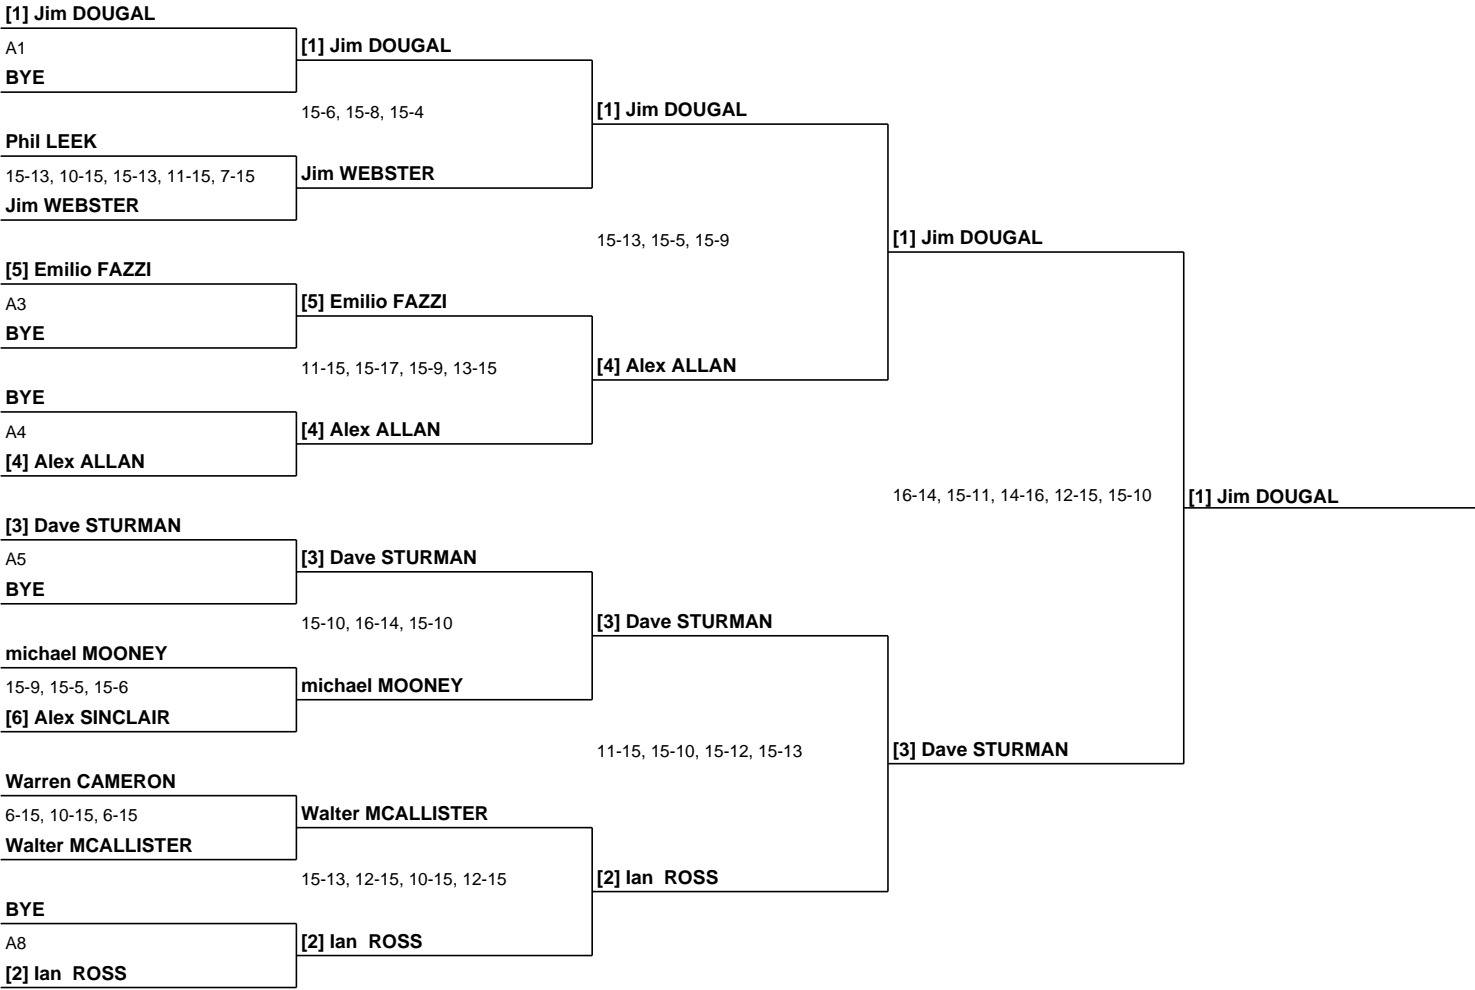 [1] Jim DOUGAL
A1
BYE
Phil LEEK
15-13, 10-15, 15-13, 11-15, 7-15
Jim WEBSTER
[5] Emilio FAZZI
A3
BYE
BYE
A4
[4] Alex ALLAN
[3] Dave STURMAN
A5
BYE
michael MOONEY
15-9, 15-5, 15-6
[6] Alex SINCLAIR
Warren CAMERON
6-15, 10-15, 6-15
Walter MCALLISTER
BYE
A8
[2] Ian  ROSS
[1] Jim DOUGAL
15-6, 15-8, 15-4
Jim WEBSTER
[5] Emilio FAZZI
11-15, 15-17, 15-9, 13-15
[4] Alex ALLAN
[3] Dave STURMAN
15-10, 16-14, 15-10
michael MOONEY
Walter MCALLISTER
15-13, 12-15, 10-15, 12-15
[2] Ian  ROSS
[1] Jim DOUGAL
15-13, 15-5, 15-9
[4] Alex ALLAN
[3] Dave STURMAN
11-15, 15-10, 15-12, 15-13
[2] Ian  ROSS
[1] Jim DOUGAL
16-14, 15-11, 14-16, 12-15, 15-10
[3] Dave STURMAN
[1] Jim DOUGAL